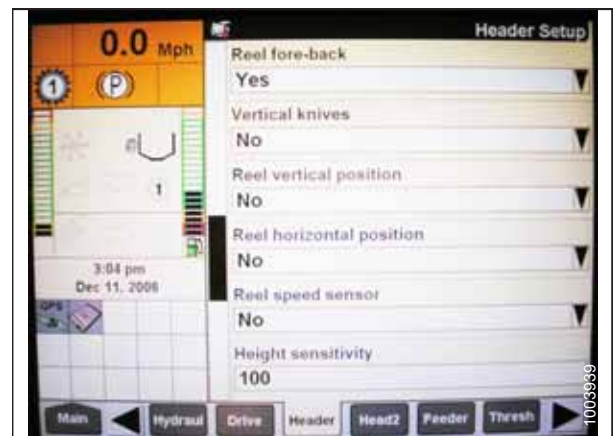 0.0 Mph
1
(P)
1
3:04 pm
Dec 11, 2006
GPS
Header Setup
Reel fore-back
Yes
Vertical knives
No
Reel vertical position
No
Reel horizontal position
No
Reel speed sensor
No
Height sensitivity
100
Main
Hydraul
Drive
Header
Head2
Feeder
Thresh
1003939